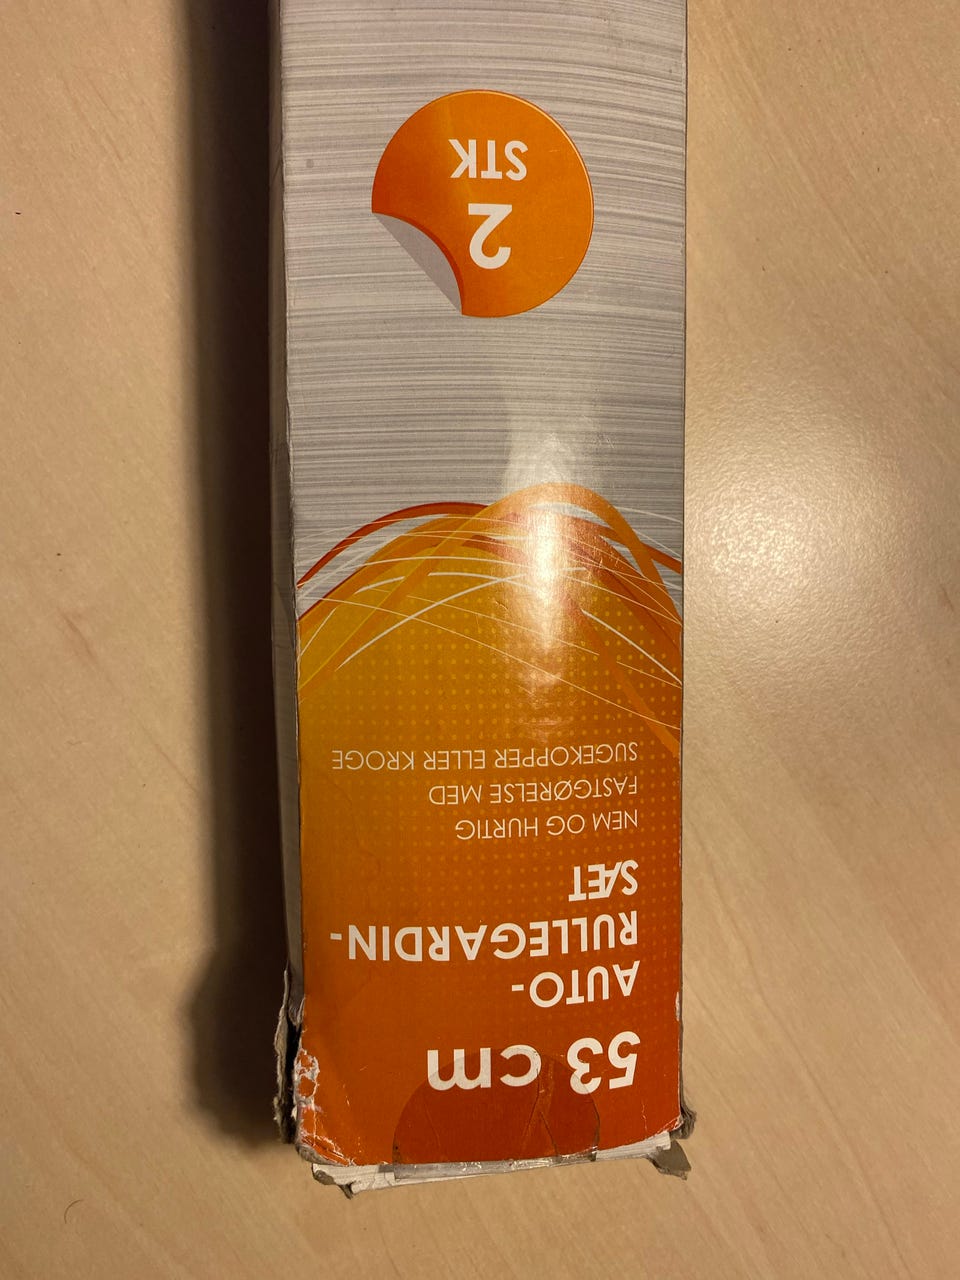 53 cm
AUTO-
RULLEGARDIN-
SÆT
NEM OG HURTIG
FASTGØRELSE MED
SUGEKOPPER ELLER KROGE
2
STK